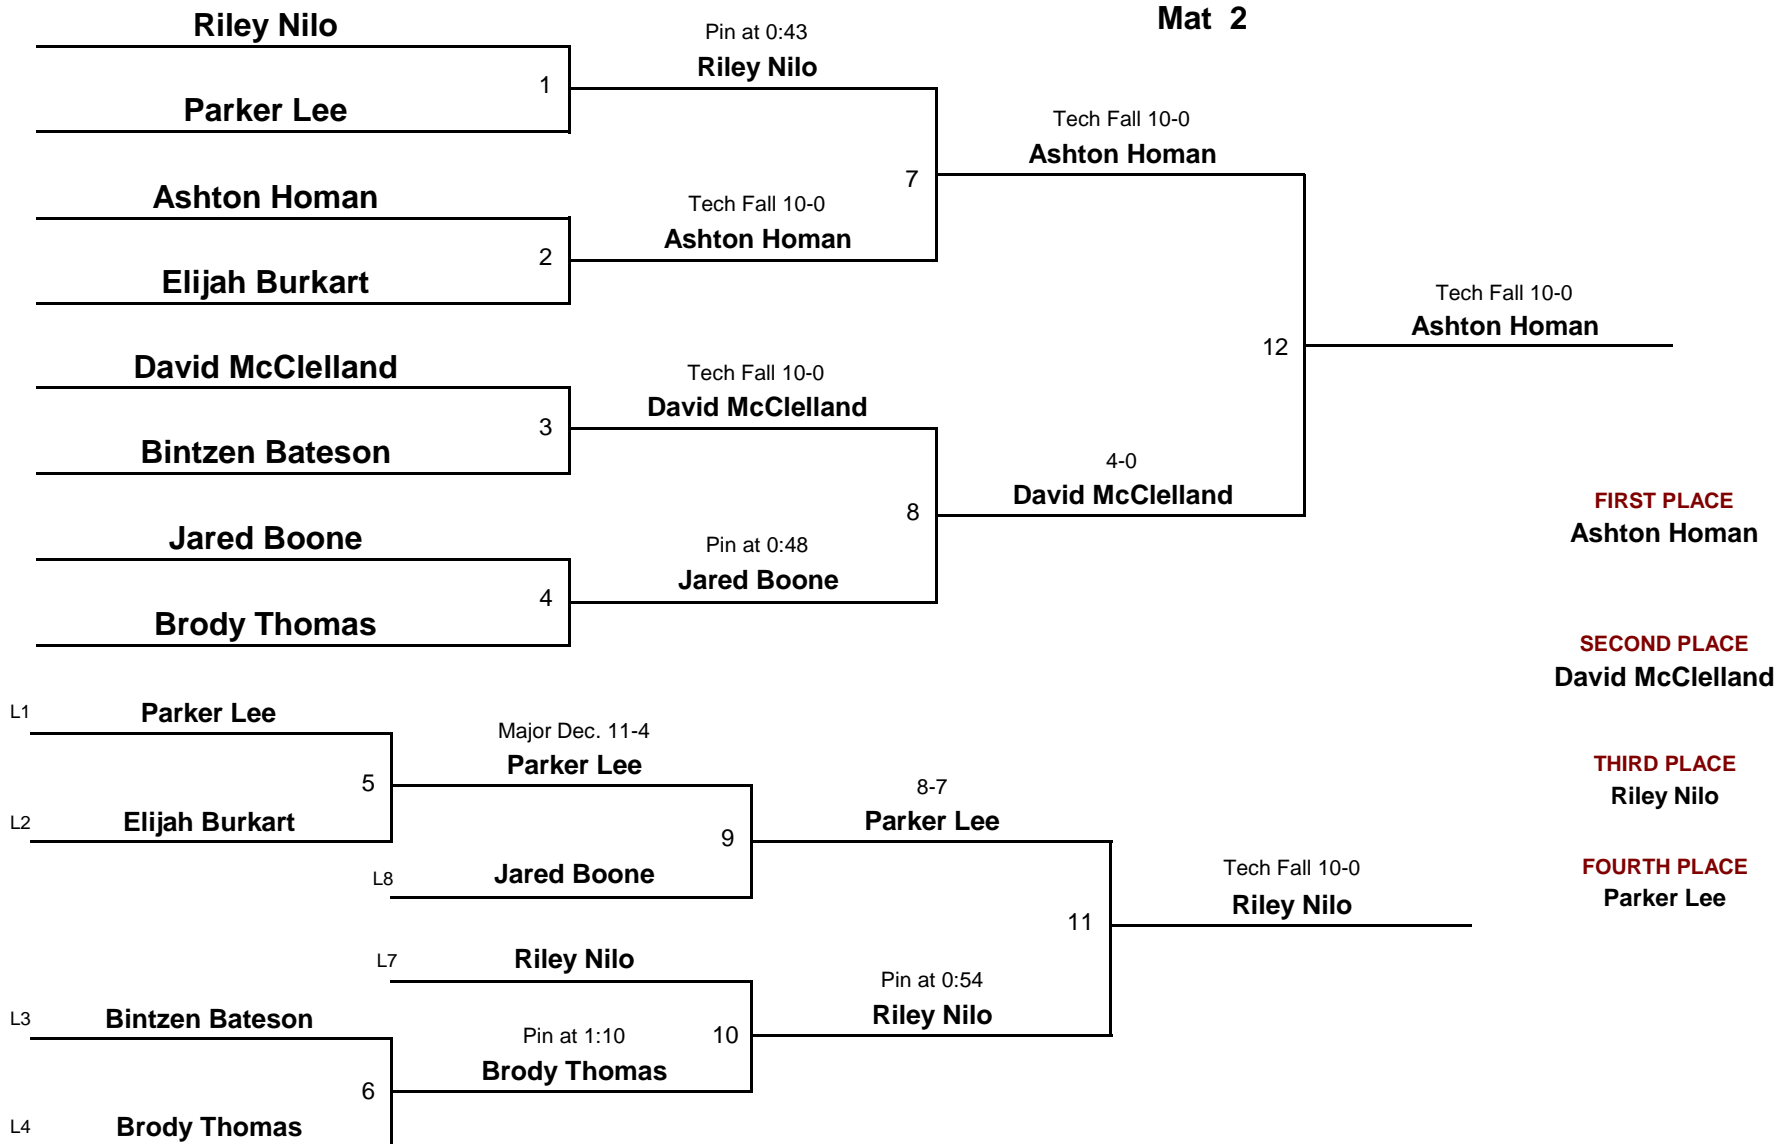 Mat 2
Riley Nilo
Pin at 0:43
Riley Nilo
1
Parker Lee
Tech Fall 10-0
Ashton Homan
7
Ashton Homan
Tech Fall 10-0
Ashton Homan
2
Elijah Burkart
Tech Fall 10-0
Ashton Homan
12
David McClelland
Tech Fall 10-0
David McClelland
3
Bintzen Bateson
4-0
David McClelland
8
Jared Boone
Pin at 0:48
Jared Boone
4
Brody Thomas
FIRST PLACE
Ashton Homan
SECOND PLACE
David McClelland
THIRD PLACE
Riley Nilo
FOURTH PLACE
Parker Lee
L1 Parker Lee
Major Dec. 11-4
Parker Lee
5
L2 Elijah Burkart
8-7
Parker Lee
9
L8 Jared Boone
Tech Fall 10-0
Riley Nilo
11
L7 Riley Nilo
Pin at 0:54
Riley Nilo
L3 Bintzen Bateson
Pin at 1:10
10
Brody Thomas
6
L4 Brody Thomas